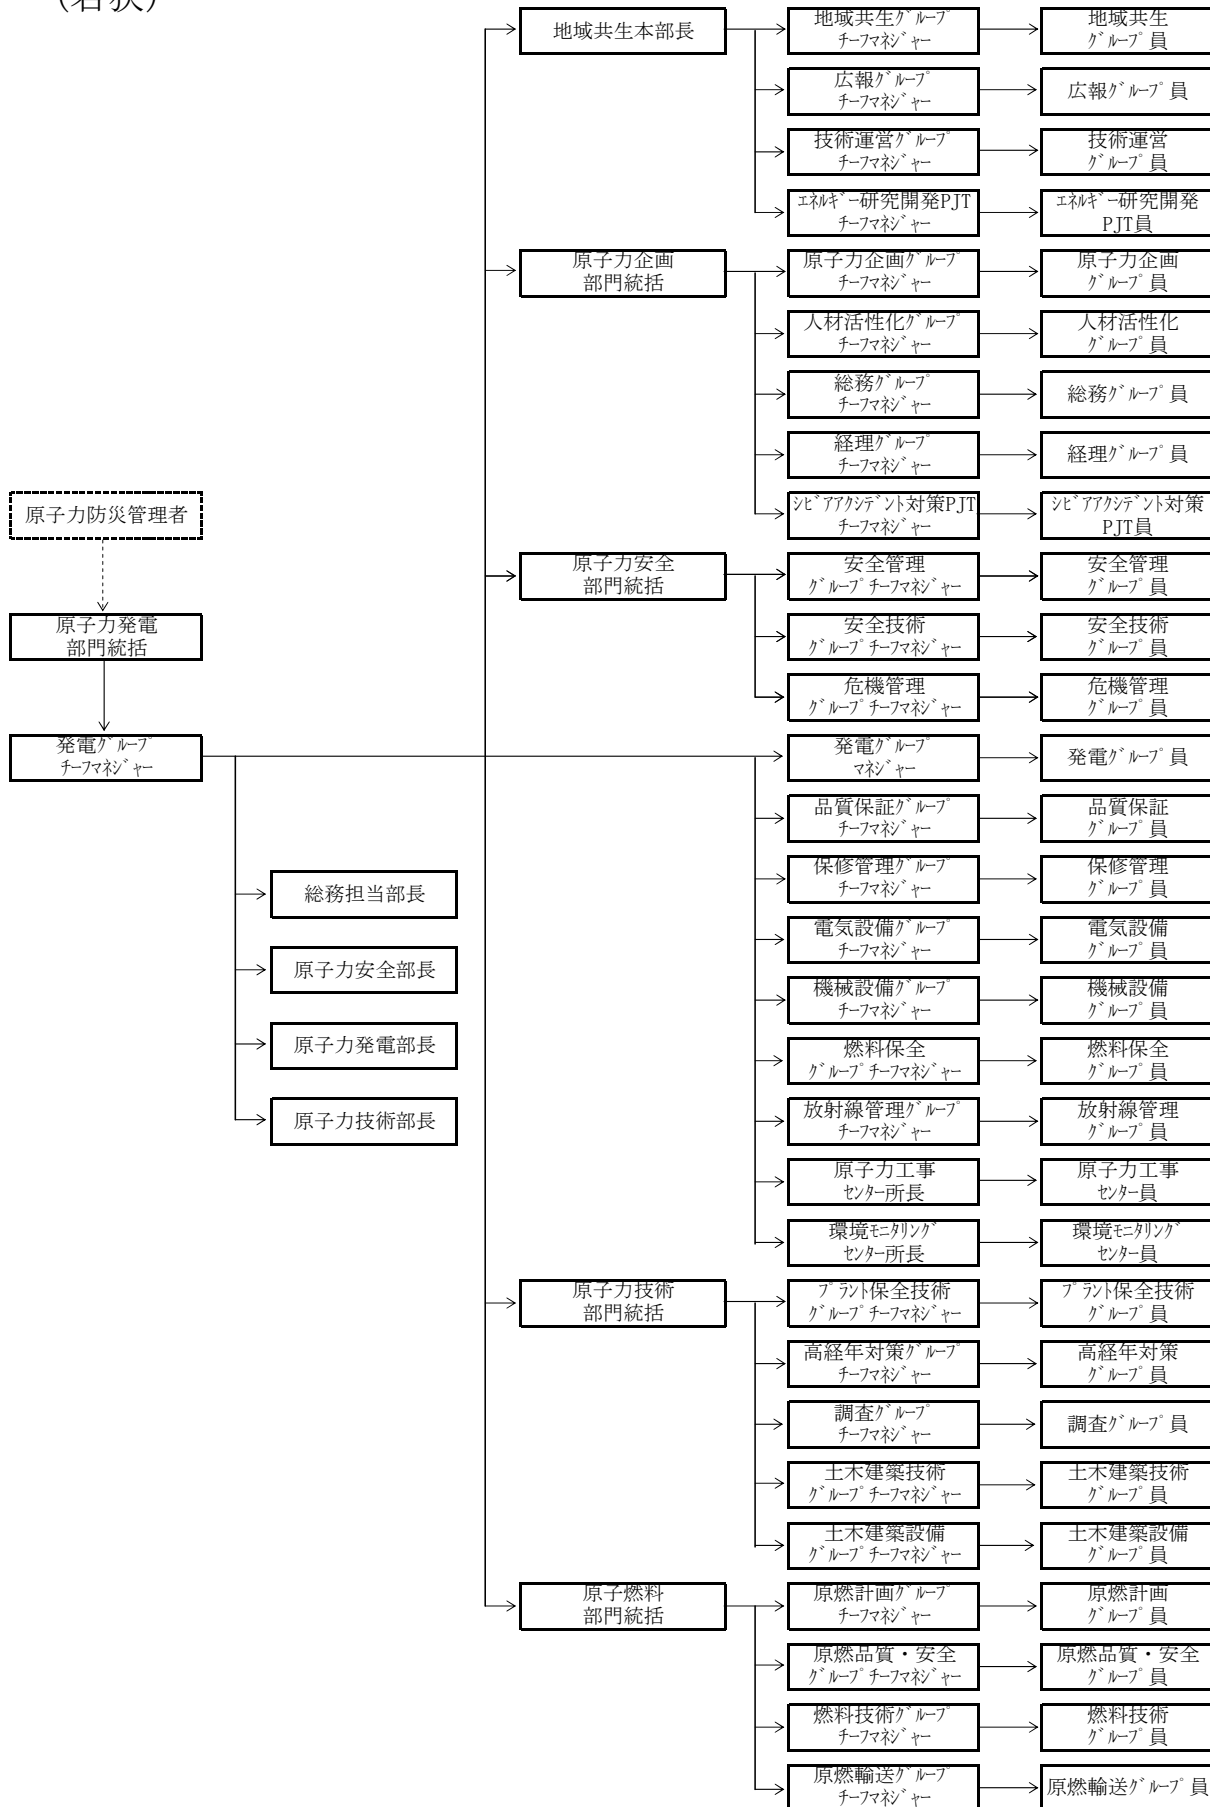 (若狭)
地域共生本部長
地域共生ｸﾞﾙｰﾌﾟ
ﾁｰﾌﾏﾈｼﾞｬｰ
地域共生
ｸﾞﾙｰﾌﾟ員
広報ｸﾞﾙｰﾌﾟ
ﾁｰﾌﾏﾈｼﾞｬｰ
広報ｸﾞﾙｰﾌﾟ員
技術運営ｸﾞﾙｰﾌﾟ
ﾁｰﾌﾏﾈｼﾞｬｰ
技術運営
ｸﾞﾙｰﾌﾟ員
ｴﾈﾙｷﾞｰ研究開発PJT
ﾁｰﾌﾏﾈｼﾞｬｰ
ｴﾈﾙｷﾞｰ研究開発
PJT員
原子力企画
部門統括
原子力企画ｸﾞﾙｰﾌﾟ
ﾁｰﾌﾏﾈｼﾞｬｰ
原子力企画
ｸﾞﾙｰﾌﾟ員
人材活性化ｸﾞﾙｰﾌﾟ
ﾁｰﾌﾏﾈｼﾞｬｰ
人材活性化
ｸﾞﾙｰﾌﾟ員
総務ｸﾞﾙｰﾌﾟ
ﾁｰﾌﾏﾈｼﾞｬｰ
総務ｸﾞﾙｰﾌﾟ員
経理ｸﾞﾙｰﾌﾟ
ﾁｰﾌﾏﾈｼﾞｬｰ
経理ｸﾞﾙｰﾌﾟ員
ｼﾋﾞｱｱｸｼﾃﾞﾝﾄ対策PJT
ﾁｰﾌﾏﾈｼﾞｬｰ
ｼﾋﾞｱｱｸｼﾃﾞﾝﾄ対策
PJT員
原子力防災管理者
原子力安全
部門統括
安全管理
ｸﾞﾙｰﾌﾟﾁｰﾌﾏﾈｼﾞｬｰ
安全管理
ｸﾞﾙｰﾌﾟ員
原子力発電
部門統括
安全技術
ｸﾞﾙｰﾌﾟﾁｰﾌﾏﾈｼﾞｬｰ
安全技術
ｸﾞﾙｰﾌﾟ員
危機管理
ｸﾞﾙｰﾌﾟﾁｰﾌﾏﾈｼﾞｬｰ
危機管理
ｸﾞﾙｰﾌﾟ員
発電ｸﾞﾙｰﾌﾟ
ﾁｰﾌﾏﾈｼﾞｬｰ
発電ｸﾞﾙｰﾌﾟ
ﾏﾈｼﾞｬｰ
発電ｸﾞﾙｰﾌﾟ員
品質保証ｸﾞﾙｰﾌﾟ
ﾁｰﾌﾏﾈｼﾞｬｰ
品質保証
ｸﾞﾙｰﾌﾟ員
総務担当部長
保修管理ｸﾞﾙｰﾌﾟ
ﾁｰﾌﾏﾈｼﾞｬｰ
保修管理
ｸﾞﾙｰﾌﾟ員
原子力安全部長
電気設備ｸﾞﾙｰﾌﾟ
ﾁｰﾌﾏﾈｼﾞｬｰ
電気設備
ｸﾞﾙｰﾌﾟ員
機械設備ｸﾞﾙｰﾌﾟ
ﾁｰﾌﾏﾈｼﾞｬｰ
機械設備
ｸﾞﾙｰﾌﾟ員
原子力発電部長
燃料保全
ｸﾞﾙｰﾌﾟﾁｰﾌﾏﾈｼﾞｬｰ
燃料保全
ｸﾞﾙｰﾌﾟ員
原子力技術部長
放射線管理ｸﾞﾙｰﾌﾟ
ﾁｰﾌﾏﾈｼﾞｬｰ
放射線管理
ｸﾞﾙｰﾌﾟ員
原子力工事
ｾﾝﾀｰ所長
原子力工事
ｾﾝﾀｰ員
環境ﾓﾆﾀﾘﾝｸﾞ
ｾﾝﾀｰ所長
環境ﾓﾆﾀﾘﾝｸﾞ
ｾﾝﾀｰ員
原子力技術
部門統括
ﾌﾟﾗﾝﾄ保全技術
ｸﾞﾙｰﾌﾟﾁｰﾌﾏﾈｼﾞｬｰ
ﾌﾟﾗﾝﾄ保全技術
ｸﾞﾙｰﾌﾟ員
高経年対策ｸﾞﾙｰﾌﾟ
ﾁｰﾌﾏﾈｼﾞｬｰ
高経年対策
ｸﾞﾙｰﾌﾟ員
調査ｸﾞﾙｰﾌﾟ
ﾁｰﾌﾏﾈｼﾞｬｰ
調査ｸﾞﾙｰﾌﾟ員
土木建築技術
ｸﾞﾙｰﾌﾟﾁｰﾌﾏﾈｼﾞｬｰ
土木建築技術
ｸﾞﾙｰﾌﾟ員
土木建築設備
ｸﾞﾙｰﾌﾟﾁｰﾌﾏﾈｼﾞｬｰ
土木建築設備
ｸﾞﾙｰﾌﾟ員
原子燃料
部門統括
原燃計画ｸﾞﾙｰﾌﾟ
ﾁｰﾌﾏﾈｼﾞｬｰ
原燃計画
ｸﾞﾙｰﾌﾟ員
原燃品質・安全
ｸﾞﾙｰﾌﾟﾁｰﾌﾏﾈｼﾞｬｰ
原燃品質・安全
ｸﾞﾙｰﾌﾟ員
燃料技術ｸﾞﾙｰﾌﾟ
ﾁｰﾌﾏﾈｼﾞｬｰ
燃料技術
ｸﾞﾙｰﾌﾟ員
原燃輸送ｸﾞﾙｰﾌﾟ
ﾁｰﾌﾏﾈｼﾞｬｰ
原燃輸送ｸﾞﾙｰﾌﾟ員